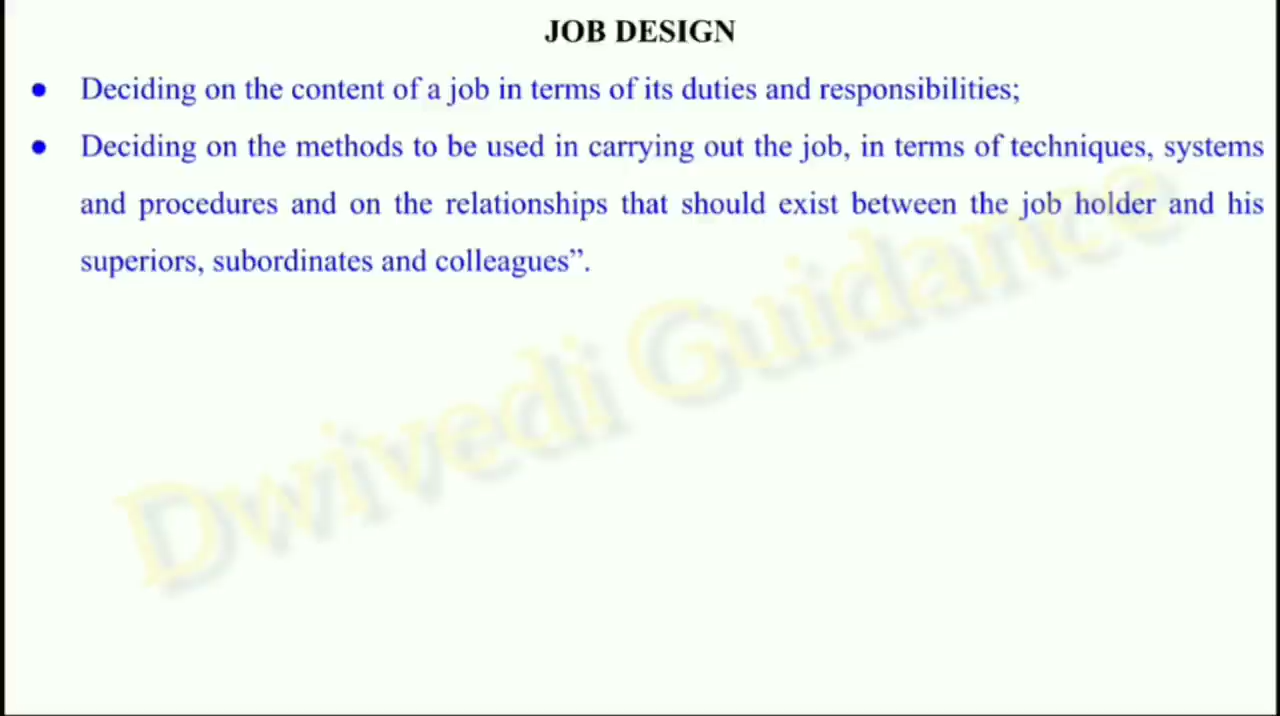 JOB DESIGN
● Deciding on the content of a job in terms of its duties and responsibilities;
● Deciding on the methods to be used in carrying out the job, in terms of techniques, systems
and procedures and on the relationships that should exist between the job holder and his
superiors, subordinates and colleagues”.
Dwivedi Guidance